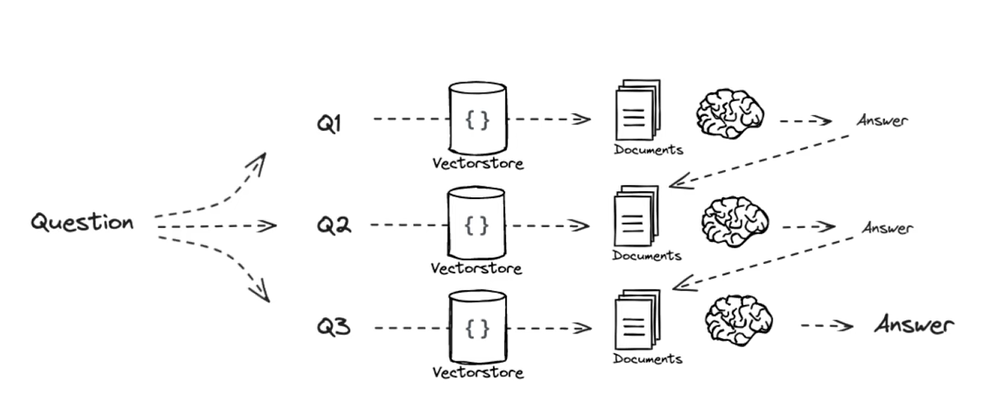 Q1
{}
Vectorstore
Documents
Answer
Question
Q2
{}
Vectorstore
Documents
Answer
Q3
{}
Vectorstore
Documents
Answer